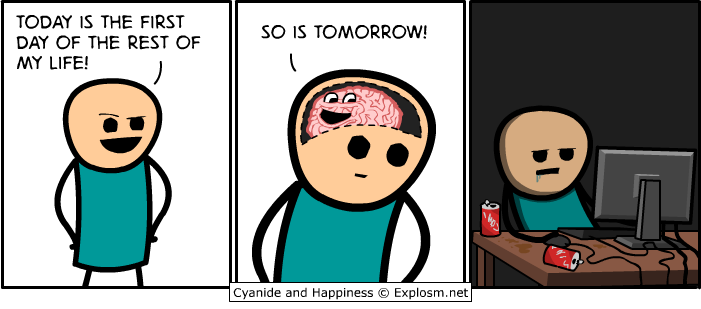 TODAY IS THE FIRST
DAY OF THE REST OF
MY LIFE!
SO IS TOMORROW!
Cyanide and Happiness © Explosm.net